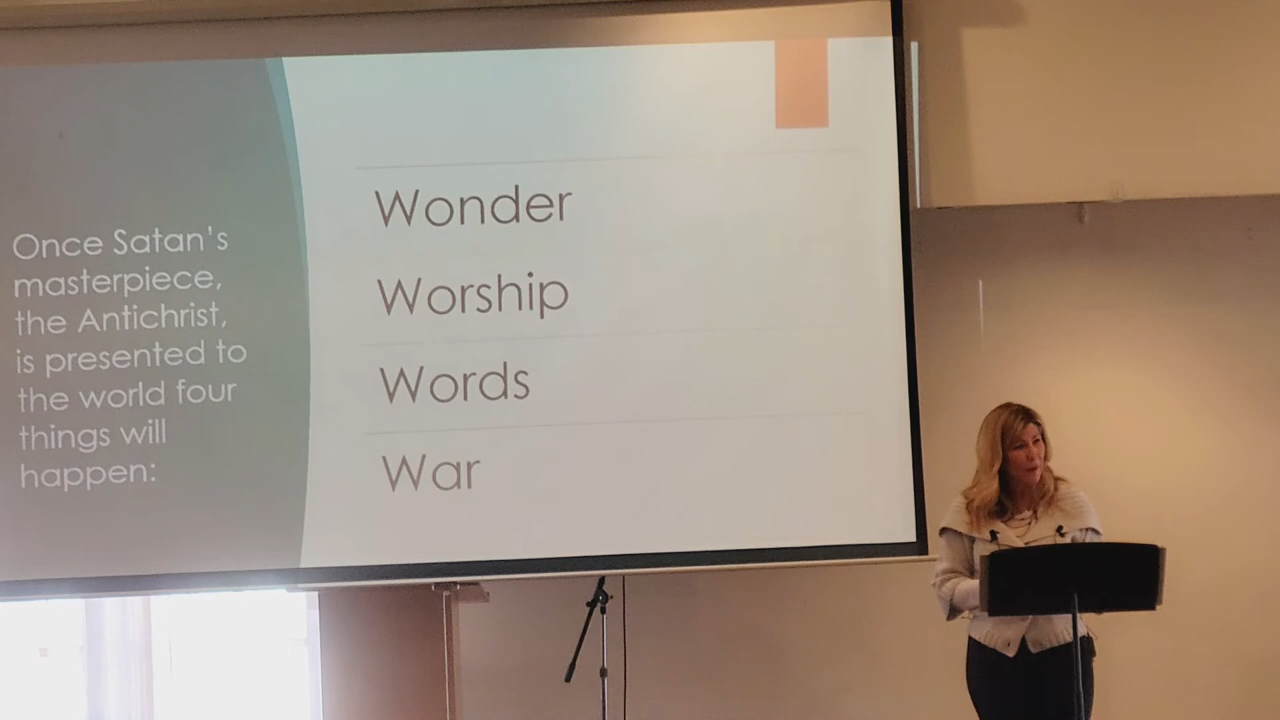 Once Satan's
masterpiece,
the Antichrist,
is presented to
the world four
things will
happen:
Wonder
Worship
Words
War